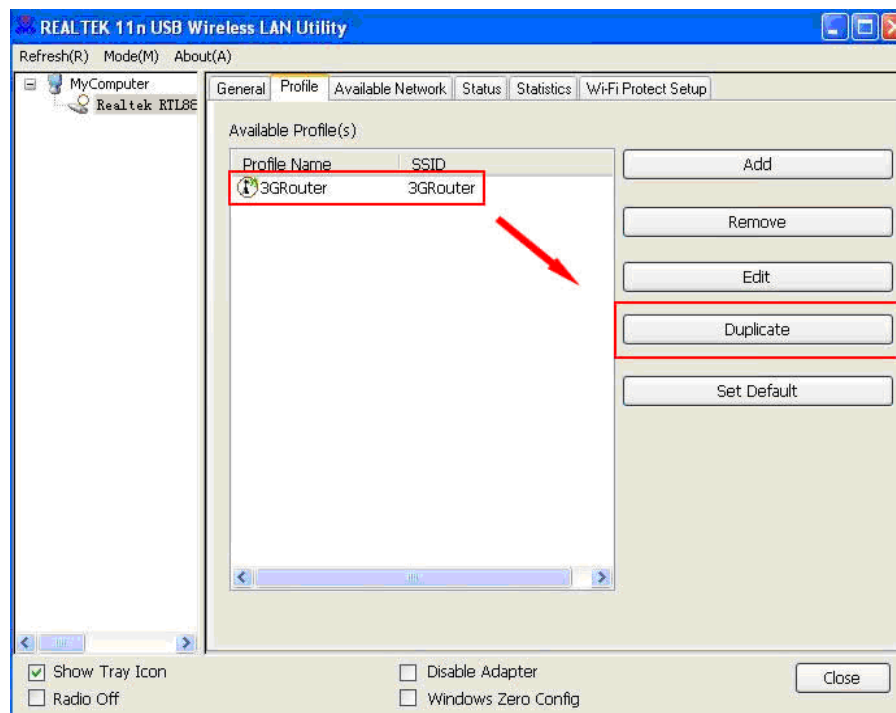 REALTEK 11n USB Wireless LAN Utility
Refresh(R) Mode(M) About(A)
MyComputer
Realtek RTL8
General Profile Available Network Status Statistics Wi-Fi Protect Setup
Available Profile(s)
Profile Name SSID
3GRouter 3GRouter
Add
Remove
Edit
Duplicate
Set Default
Show Tray Icon
Radio Off
Disable Adapter
Windows Zero Config
Close